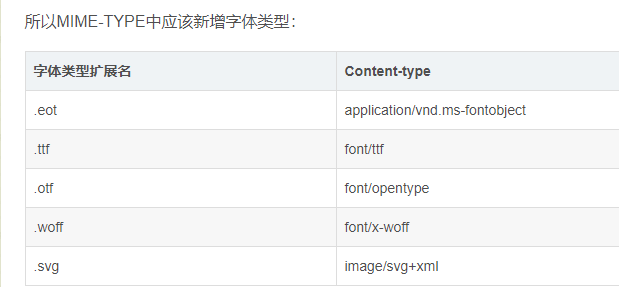 所以MIME-TYPE中应该新增字体类型：
字体类型扩展名 Content-type
.eot application/vnd.ms-fontobject
.ttf font/ttf
.otf font/opentype
.woff font/x-woff
.svg image/svg+xml